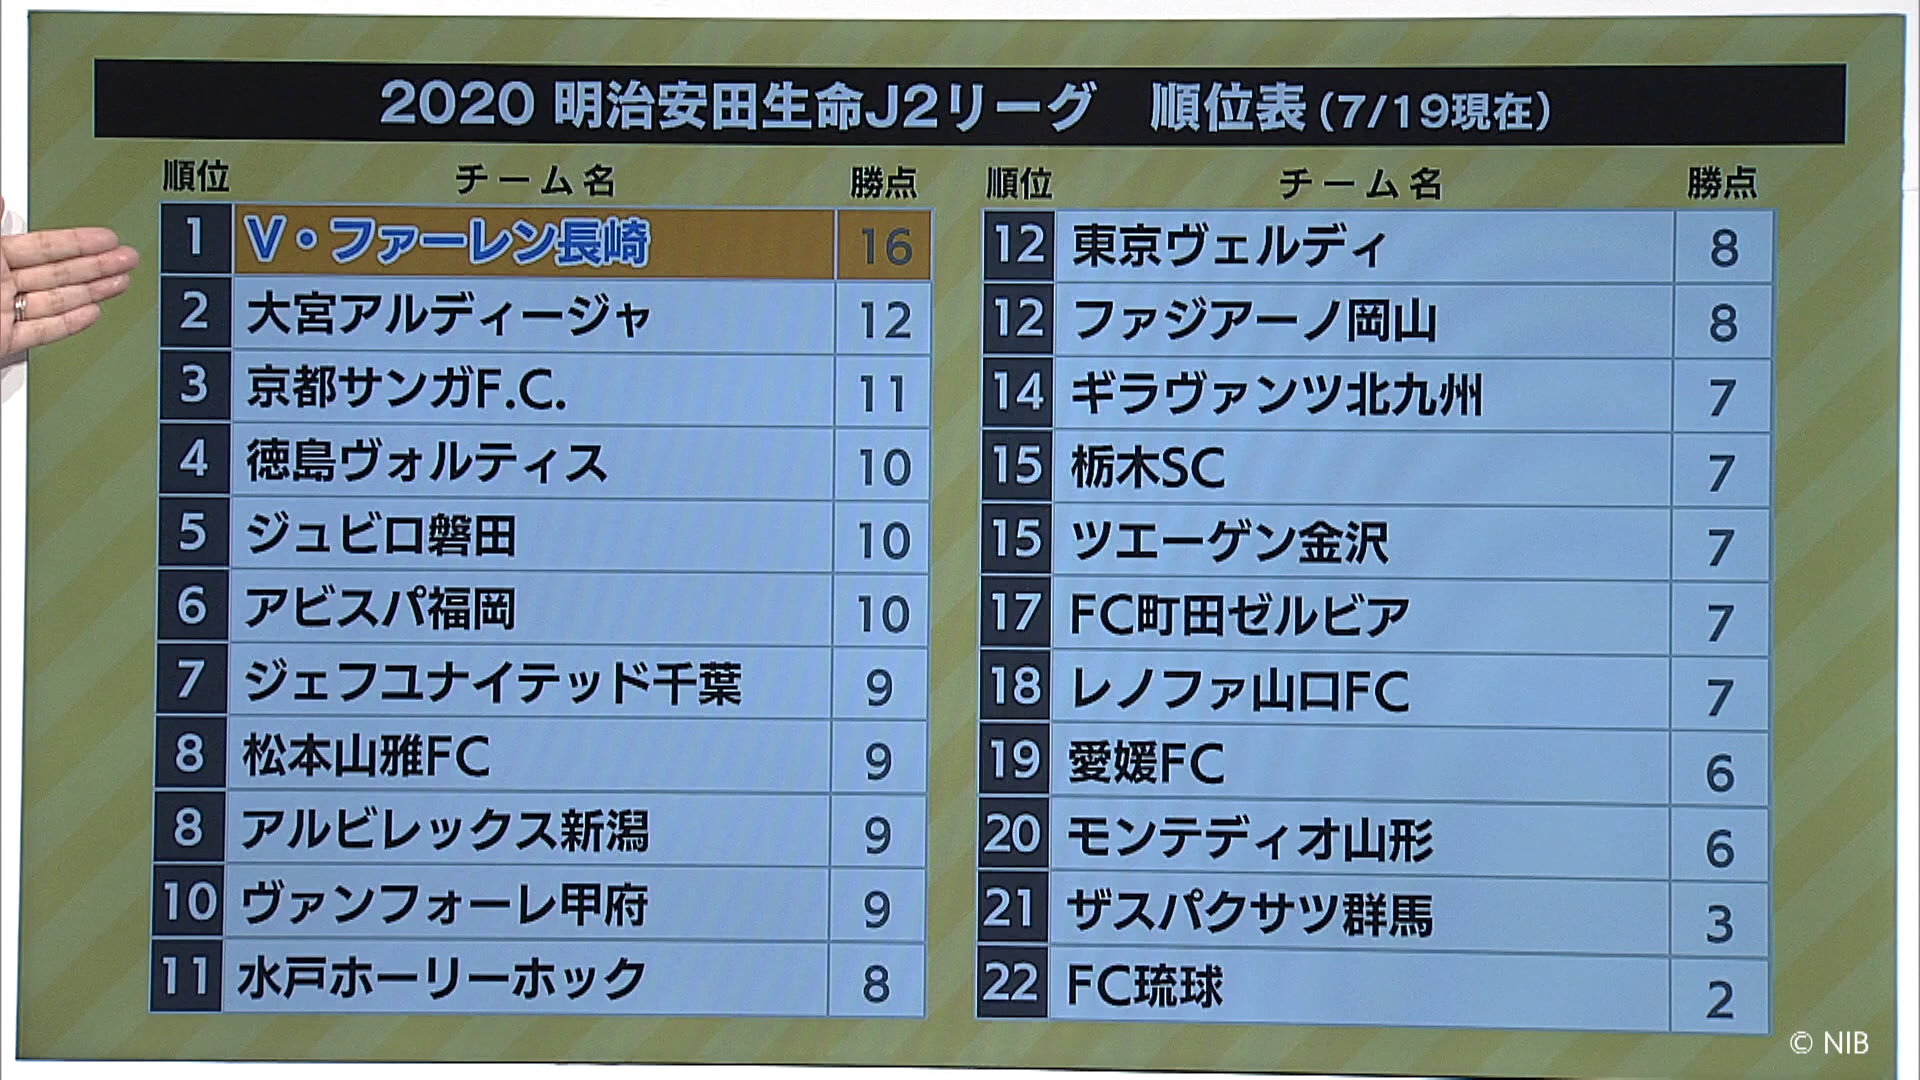 2020 明治安田生命J2リーグ 順位表(7/19現在)
順位 チーム名 勝点
1 V・ファーレン長崎 16
2 大宮アルディージャ 12
3 京都サンガF.C. 11
4 徳島ヴォルティス 10
5 ジュビロ磐田 10
6 アビスパ福岡 10
7 ジェフユナイテッド千葉 9
8 松本山雅FC 9
8 アルビレックス新潟 9
10 ヴァンフォーレ甲府 9
11 水戸ホーリーホック 8
順位 チーム名 勝点
12 東京ヴェルディ 8
12 ファジアーノ岡山 8
14 ギラヴァンツ北九州 7
15 栃木SC 7
15 ツエーゲン金沢 7
17 FC町田ゼルビア 7
18 レノファ山口FC 7
19 愛媛FC 6
20 モンテディオ山形 6
21 ザスパクサツ群馬 3
22 FC琉球 2
© NIB